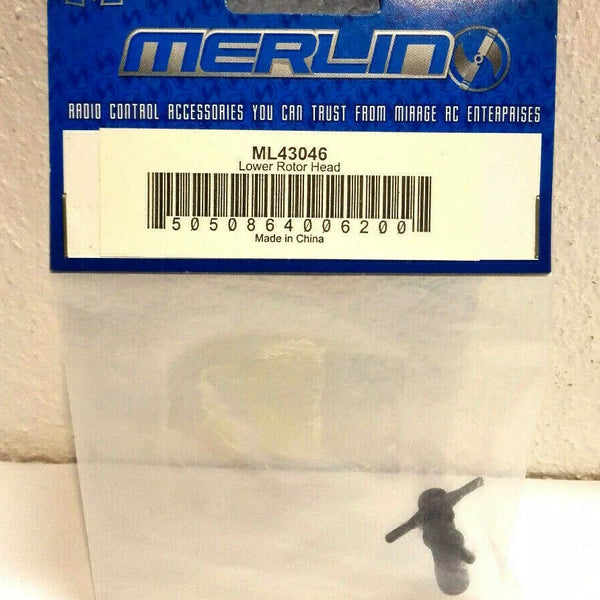 MERLIN
RADIO CONTROL ACCESSORIES YOU CAN TRUST FROM MIRAGE RC ENTERPRISES
ML43046
Lower Rotor Head
5050864006200
Made in China